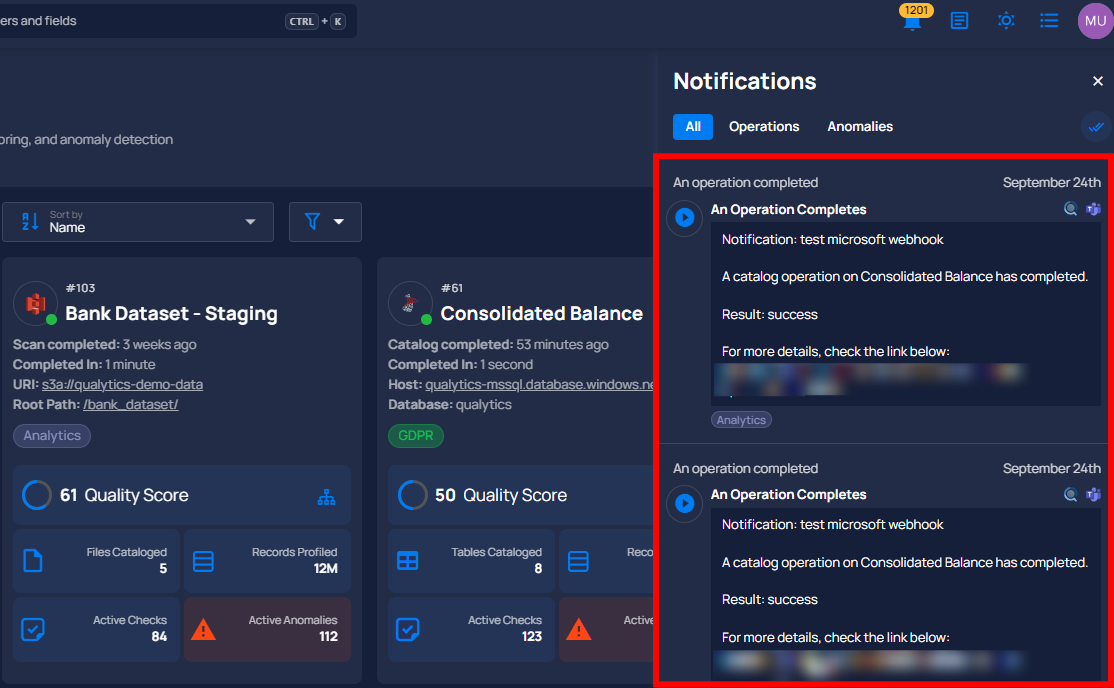 ers and fields
CTRL + K
1201
MU
oring, and anomaly detection
Sort by
Name
#103
Bank Dataset - Staging
Scan completed: 3 weeks ago
Completed In: 1 minute
URI: s3a://qualytics-demo-data
Root Path: /bank_dataset/
Analytics
61 Quality Score
Files Cataloged
5
Records Profiled
12M
Active Checks
84
Active Anomalies
112
#61
Consolidated Balance
Catalog completed: 53 minutes ago
Completed In: 1 second
Host: qualytics-mssql.database.windows.ne
Database: qualytics
GDPR
50 Quality Score
Tables Cataloged
8
Reco
Active Checks
123
Active
Notifications
All Operations Anomalies
An operation completed September 24th
An Operation Completes
Notification: test microsoft webhook
A catalog operation on Consolidated Balance has completed.
Result: success
For more details, check the link below:
Analytics
An operation completed September 24th
An Operation Completes
Notification: test microsoft webhook
A catalog operation on Consolidated Balance has completed.
Result: success
For more details, check the link below: